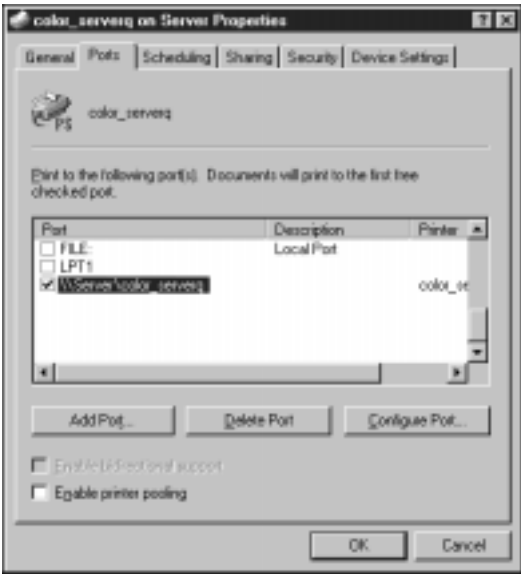 color_serverq on Server Properties
General Ports Scheduling Sharing Security Device Settings
PS
color_serverq
Print to the following port(s). Documents will print to the first free
checked port.
Port Description Printer
FILE: Local Port
LPT1
\\Server\color_serverq color_se
Add Port... Delete Port Configure Port...
Enable bidirectional support
Enable printer pooling
OK Cancel